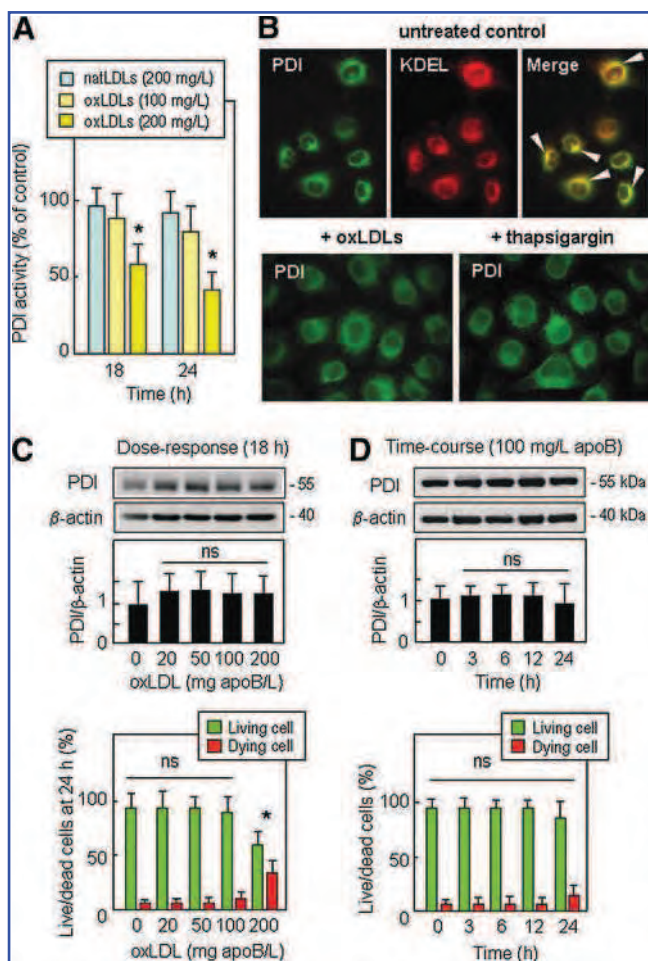 A
natLDLs (200 mg/L)
oxLDLs (100 mg/L)
oxLDLs (200 mg/L)
PDI activity (% of control)
100
50
0
*
*
18
24
Time (h)
B
untreated control
PDI
KDEL
Merge
+ oxLDLs
+ thapsigargin
PDI
PDI
C
Dose-response (18 h)
PDI
- 55
β-actin
- 40
PDI/β-actin
ns
1
0
0 20 50 100 200
oxLDL (mg apoB/L)
Living cell
Dying cell
Live/dead cells at 24 h (%)
ns
*
100
50
0
0 20 50 100 200
oxLDL (mg apoB/L)
D
Time-course (100 mg/L apoB)
PDI
- 55 kDa
β-actin
- 40 kDa
PDI/β-actin
ns
1
0
0 3 6 12 24
Time (h)
Living cell
Dying cell
Live/dead cells (%)
ns
100
50
0
0 3 6 12 24
Time (h)